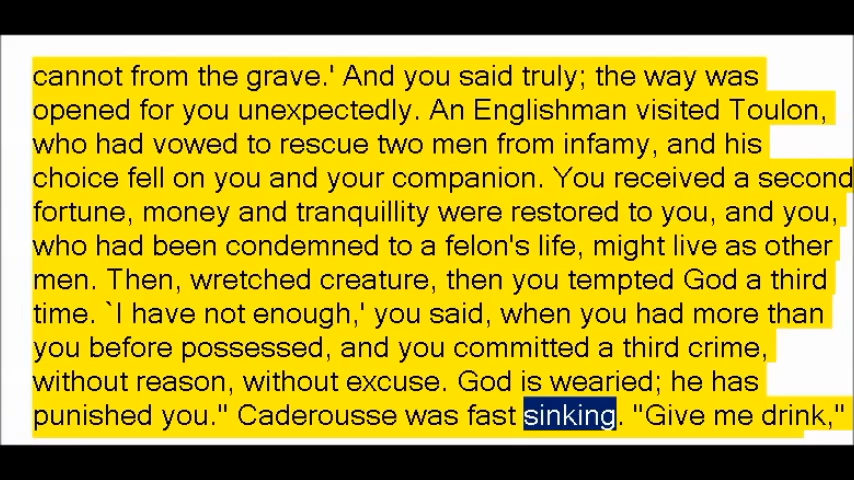 cannot from the grave.' And you said truly; the way was
opened for you unexpectedly. An Englishman visited Toulon,
who had vowed to rescue two men from infamy, and his
choice fell on you and your companion. You received a second
fortune, money and tranquillity were restored to you, and you,
who had been condemned to a felon's life, might live as other
men. Then, wretched creature, then you tempted God a third
time. `I have not enough,' you said, when you had more than
you before possessed, and you committed a third crime,
without reason, without excuse. God is wearied; he has
punished you." Caderousse was fast sinking. "Give me drink,"